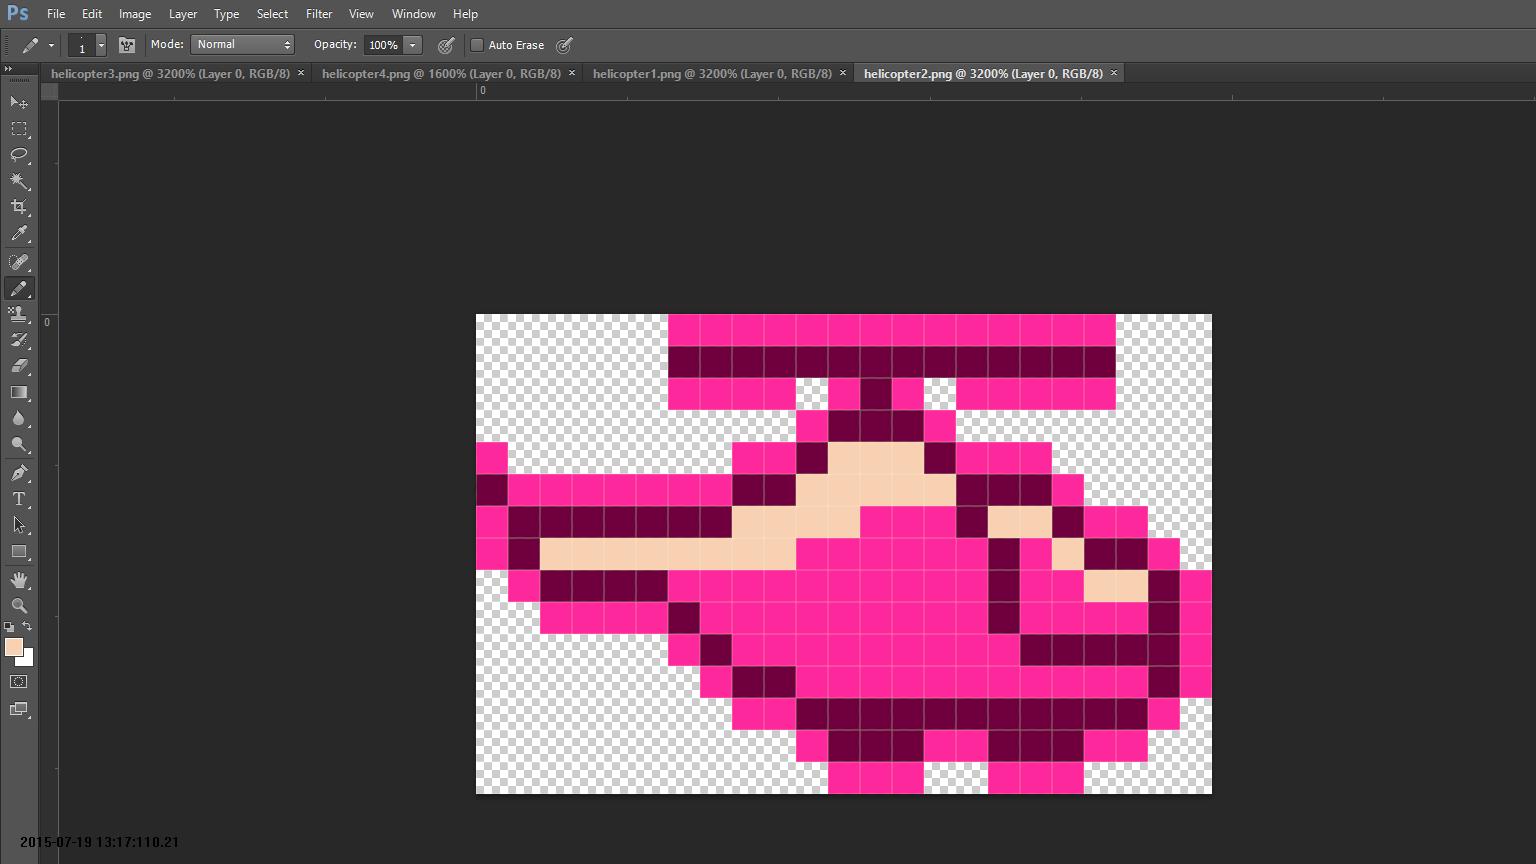 Ps File Edit Image Layer Type Select Filter View Window Help
1 Mode: Normal Opacity: 100% Auto Erase
helicopter3.png @ 3200% (Layer 0, RGB/8) × helicopter4.png @ 1600% (Layer 0, RGB/8) × helicopter1.png @ 3200% (Layer 0, RGB/8) × helicopter2.png @ 3200% (Layer 0, RGB/8) ×
0
0
T
2015-07-19 13:17:110.21